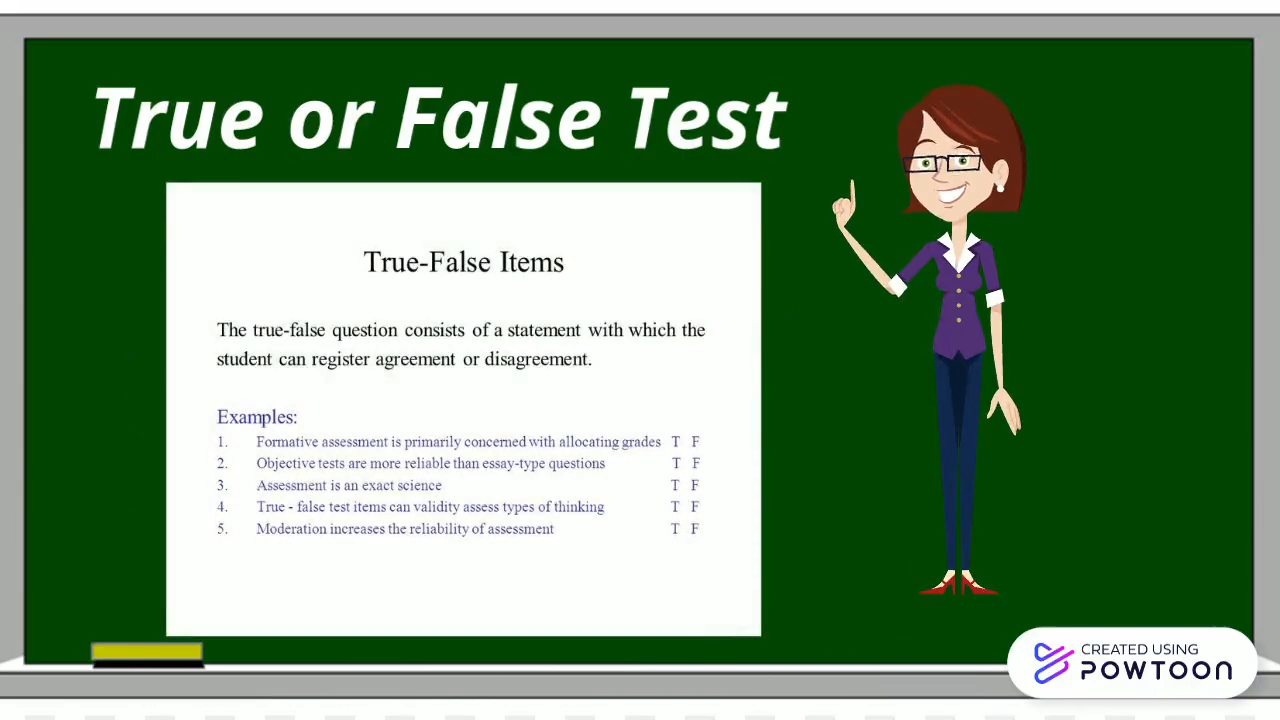 True or False Test
True-False Items
The true-false question consists of a statement with which the
student can register agreement or disagreement.
Examples:
1. Formative assessment is primarily concerned with allocating grades T F
2. Objective tests are more reliable than essay-type questions T F
3. Assessment is an exact science T F
4. True - false test items can validity assess types of thinking T F
5. Moderation increases the reliability of assessment T F
CREATED USING
POWTOON